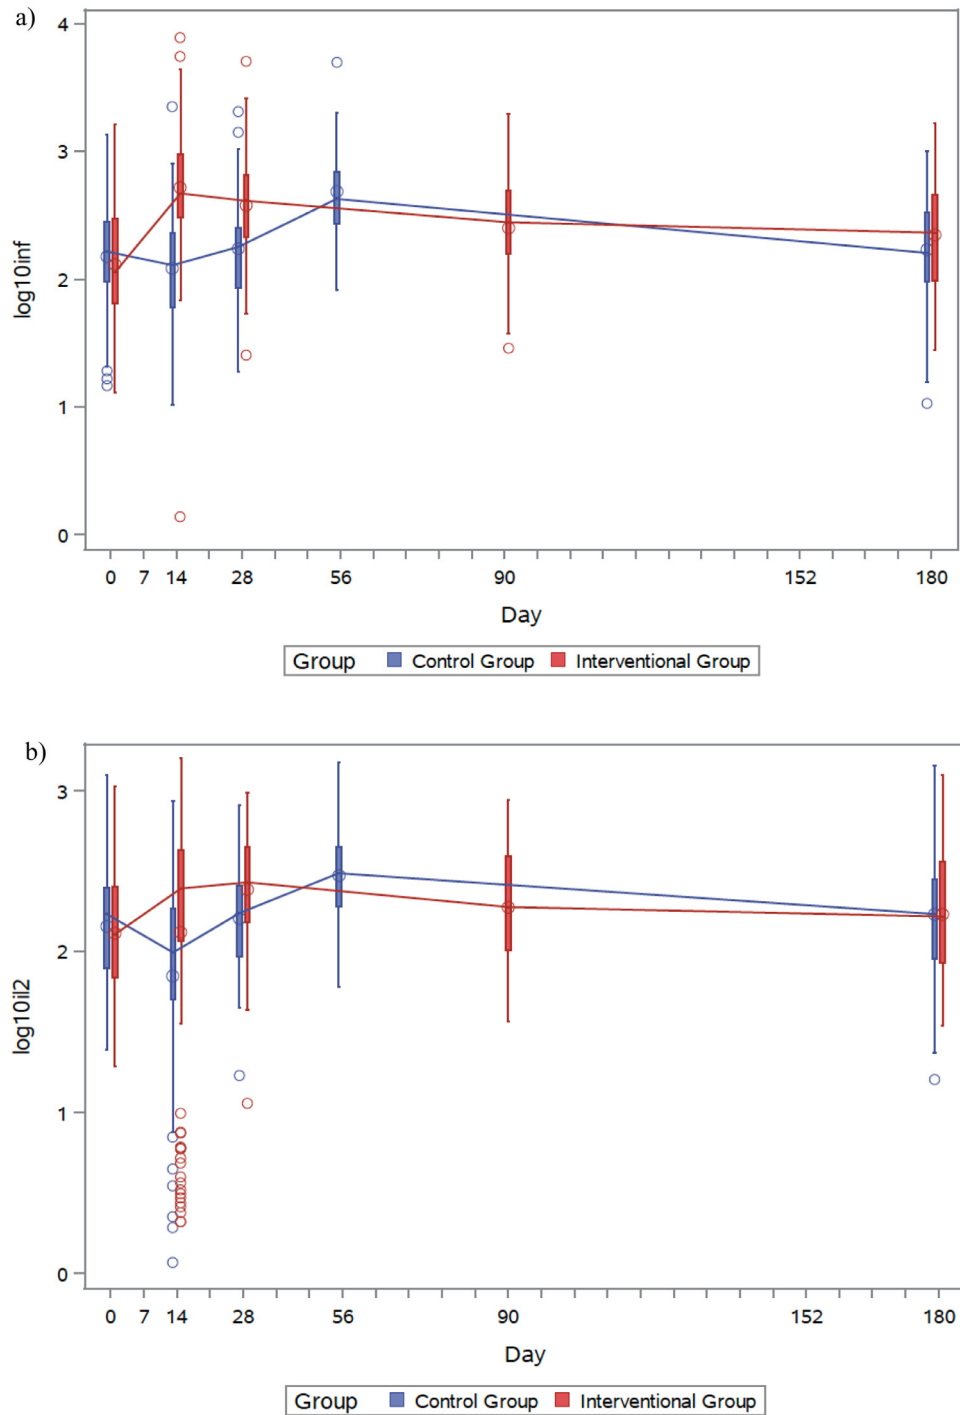 a)
4
3
2
1
0
log10inf
0 7 14 28 56 90 152 180
Day
Group Control Group Interventional Group
b)
3
2
1
0
log10il2
0 7 14 28 56 90 152 180
Day
Group Control Group Interventional Group